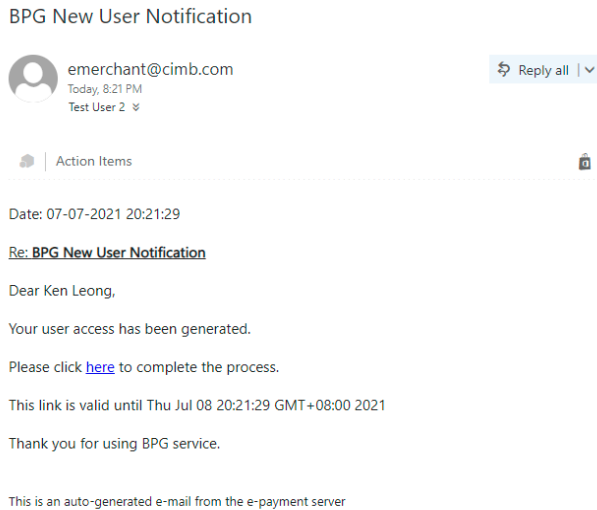 BPG New User Notification
emerchant@cimb.com
Reply all
Today, 8:21 PM
Test User 2
Action Items
Date: 07-07-2021 20:21:29
Re: BPG New User Notification
Dear Ken Leong,
Your user access has been generated.
Please click here to complete the process.
This link is valid until Thu Jul 08 20:21:29 GMT+08:00 2021
Thank you for using BPG service.
This is an auto-generated e-mail from the e-payment server